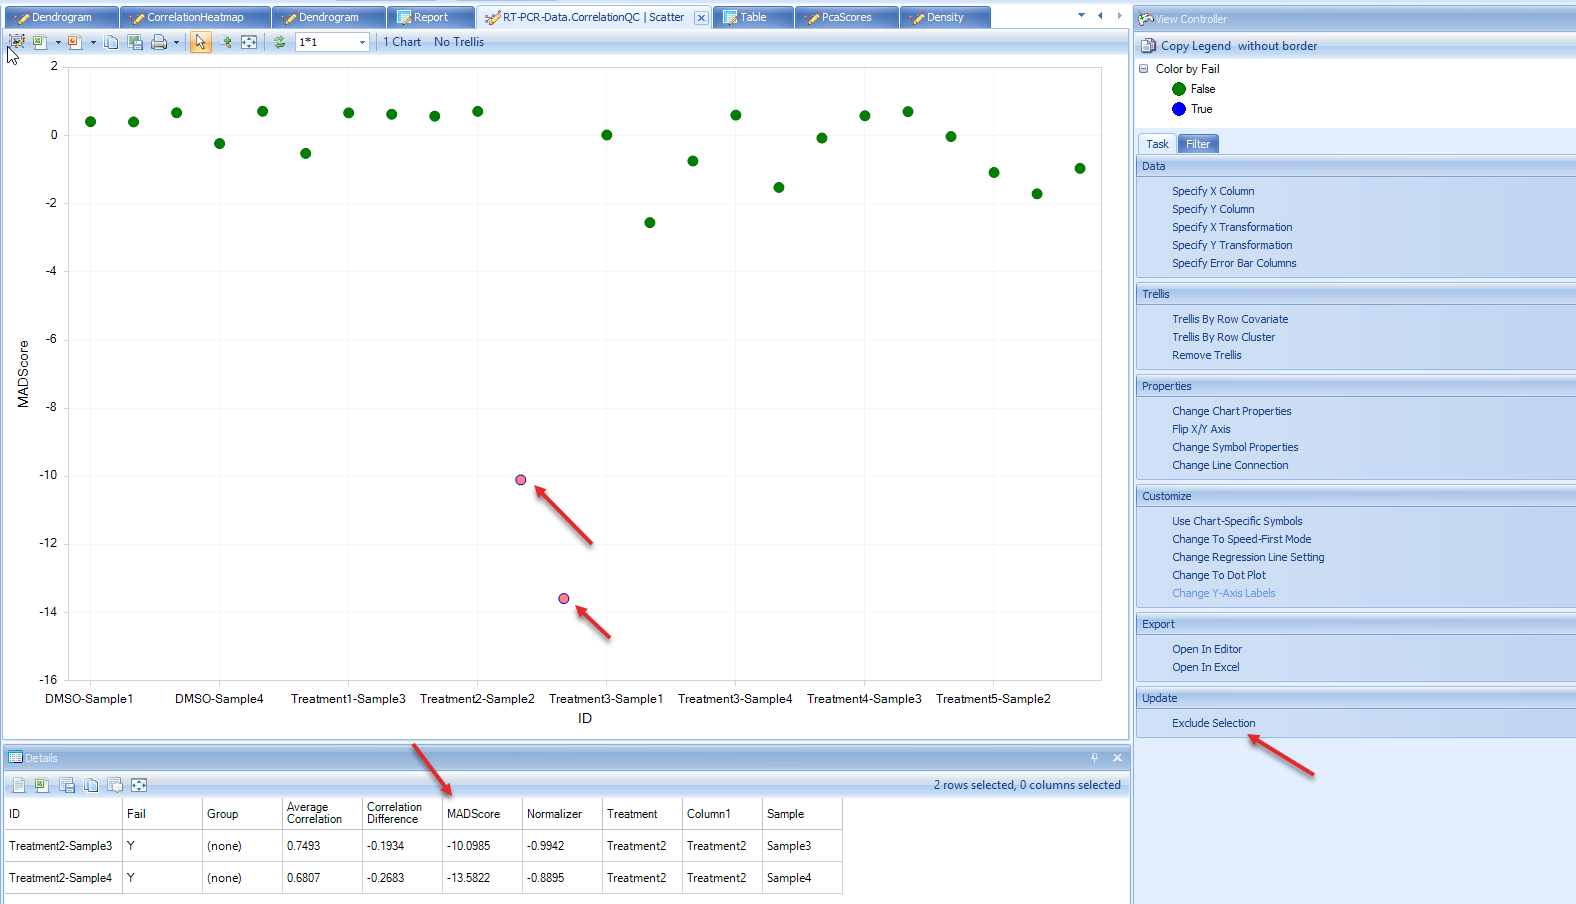 Dendrogram CorrelationHeatmap Dendrogram Report RT-PCR-Data.CorrelationQC | Scatter Table PcaScores Density
1*1 1 Chart No Trellis
2
0
-2
-4
-6
-8
-10
-12
-14
-16
MADScore
DMSO-Sample1 DMSO-Sample4 Treatment1-Sample3 Treatment2-Sample2 Treatment3-Sample1 Treatment3-Sample4 Treatment4-Sample3 Treatment5-Sample2
ID
Details
2 rows selected, 0 columns selected
ID Fail Group Average Correlation Correlation Difference MADScore Normalizer Treatment Column1 Sample
Treatment2-Sample3 Y (none) 0.7493 -0.1934 -10.0985 -0.9942 Treatment2 Treatment2 Sample3
Treatment2-Sample4 Y (none) 0.6807 -0.2683 -13.5822 -0.8895 Treatment2 Treatment2 Sample4
View Controller
Copy Legend without border
Color by Fail
False
True
Task Filter
Data
Specify X Column
Specify Y Column
Specify X Transformation
Specify Y Transformation
Specify Error Bar Columns
Trellis
Trellis By Row Covariate
Trellis By Row Cluster
Remove Trellis
Properties
Change Chart Properties
Flip X/Y Axis
Change Symbol Properties
Change Line Connection
Customize
Use Chart-Specific Symbols
Change To Speed-First Mode
Change Regression Line Setting
Change To Dot Plot
Change Y-Axis Labels
Export
Open In Editor
Open In Excel
Update
Exclude Selection